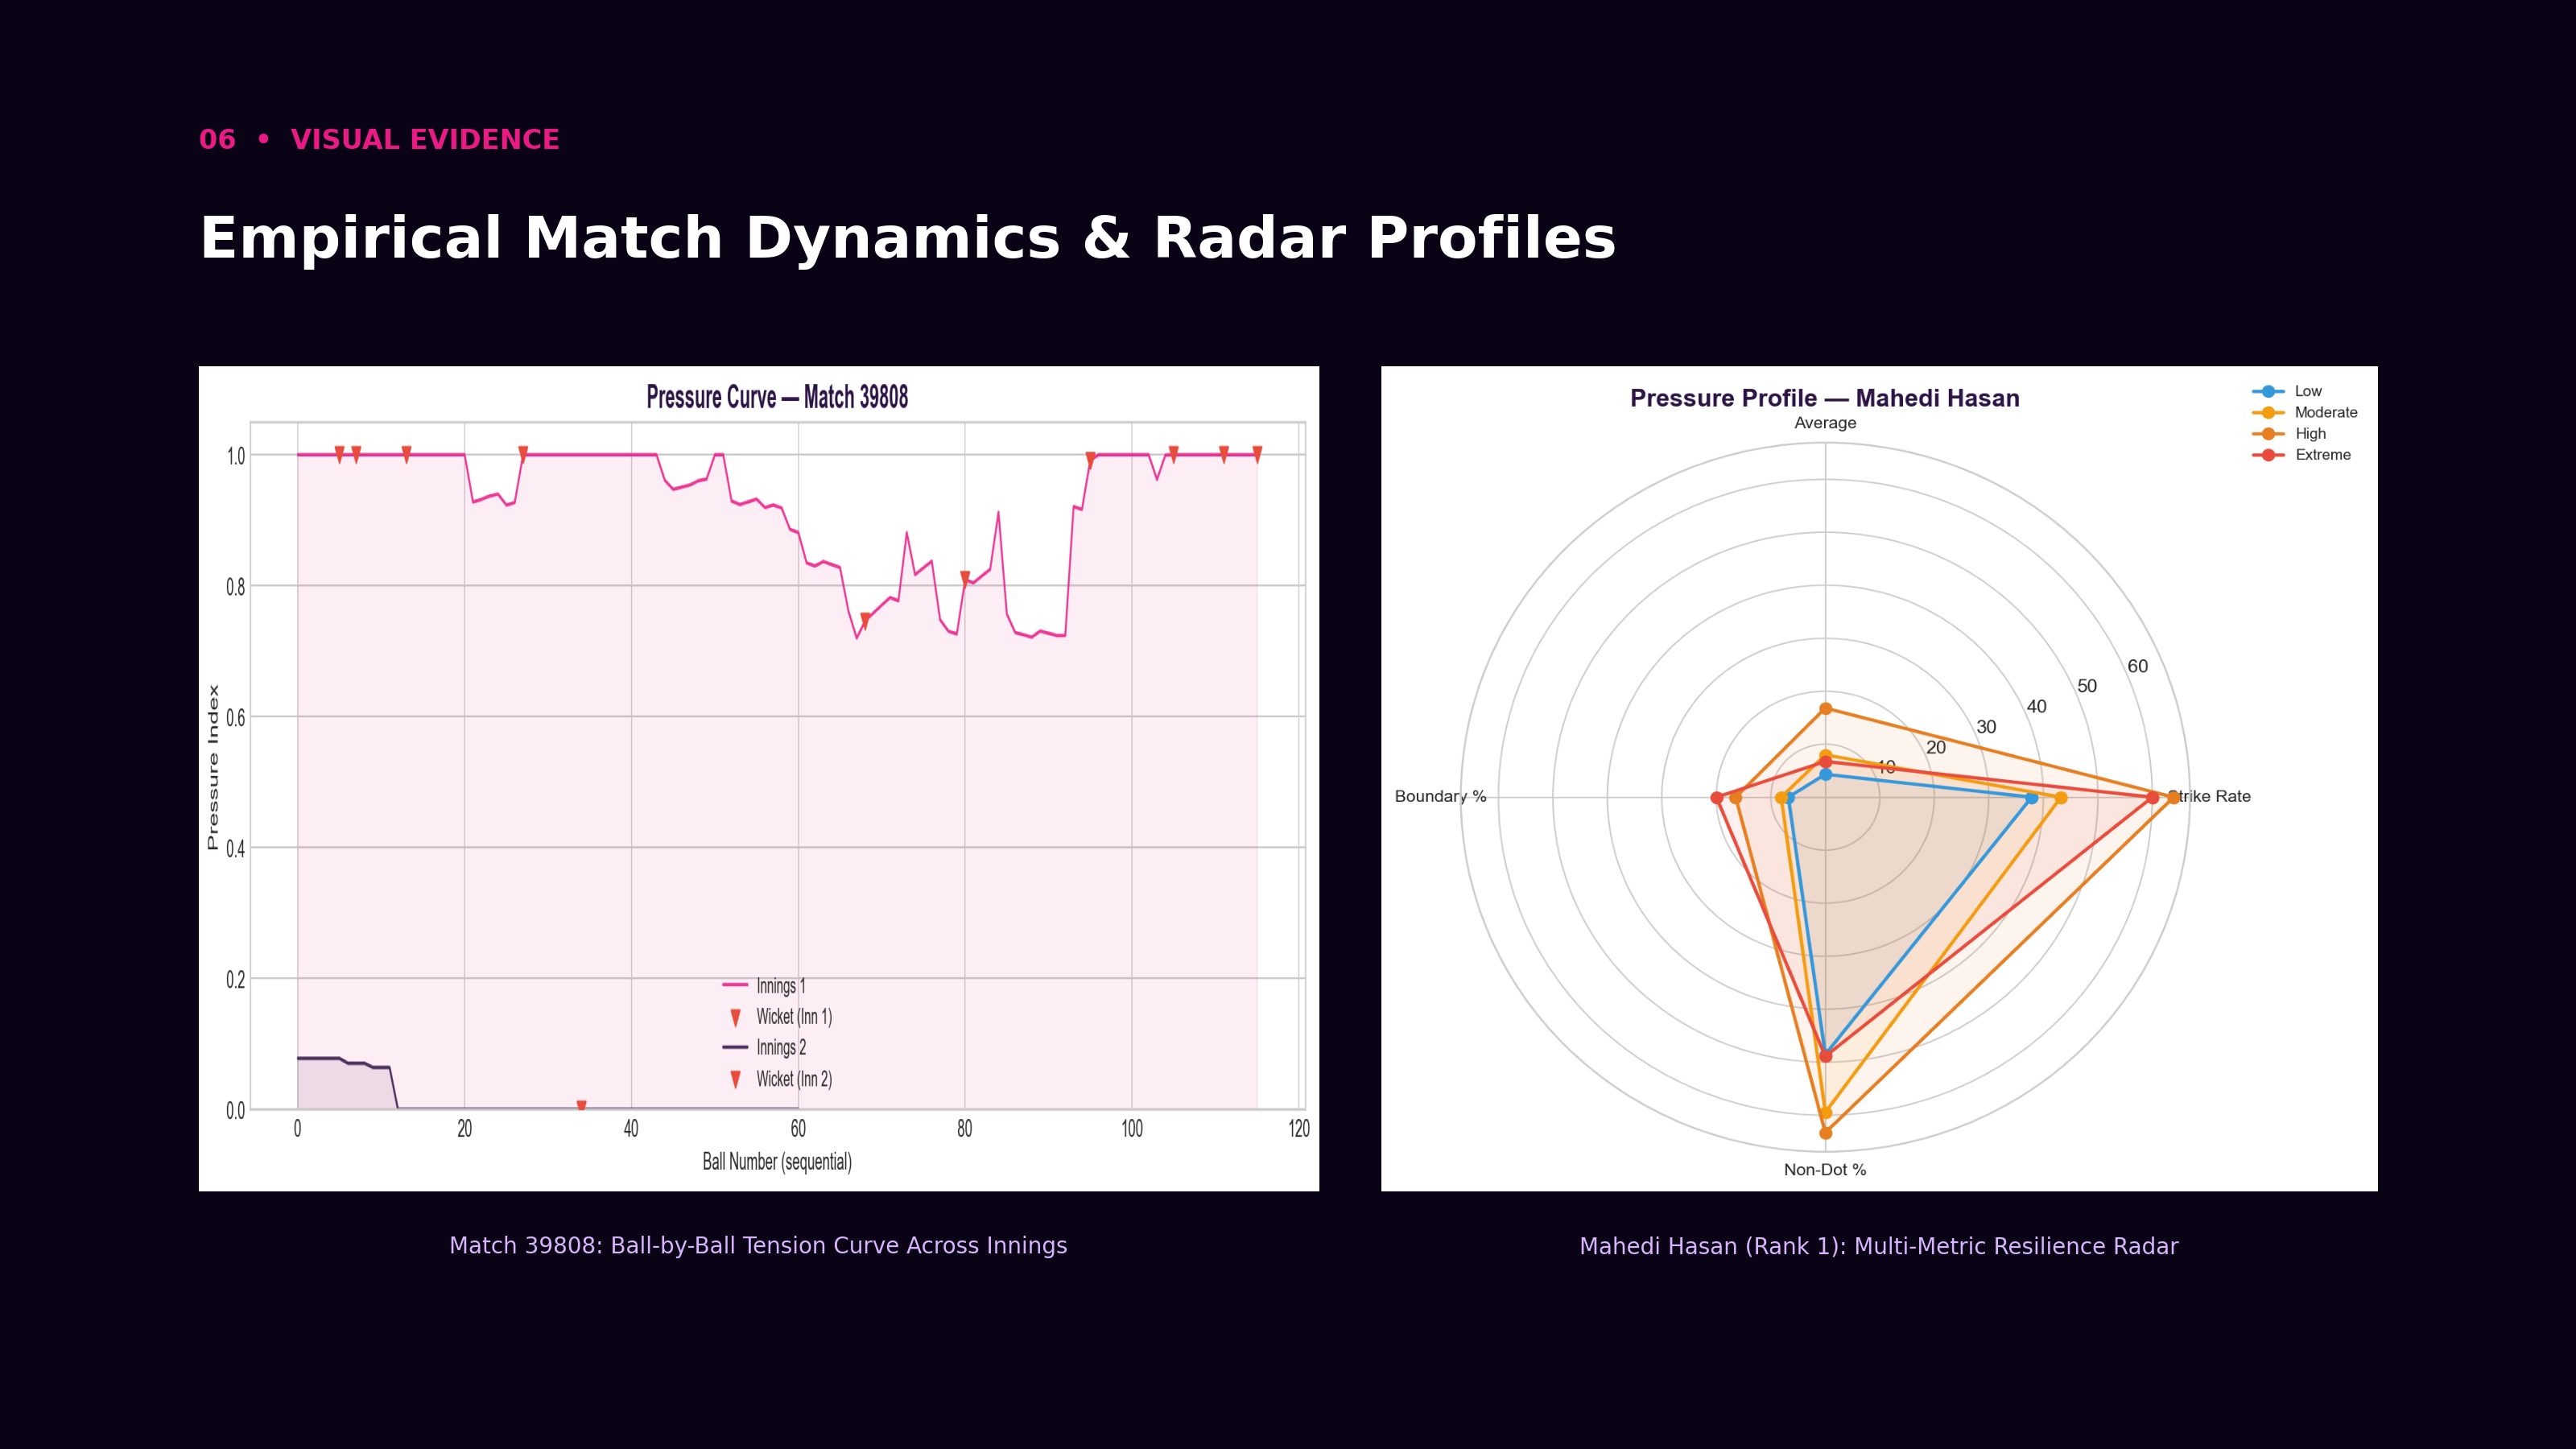 06 • VISUAL EVIDENCE
Empirical Match Dynamics & Radar Profiles
Pressure Curve — Match 39808
Pressure Index
1.0
0.8
0.6
0.4
0.2
0.0
Innings 1
Wicket (Inn 1)
Innings 2
Wicket (Inn 2)
0 20 40 60 80 100 120
Ball Number (sequential)
Match 39808: Ball-by-Ball Tension Curve Across Innings
Pressure Profile — Mahedi Hasan
Low
Moderate
High
Extreme
Average
60
50
40
30
20
10
Boundary %
Strike Rate
Non-Dot %
Mahedi Hasan (Rank 1): Multi-Metric Resilience Radar